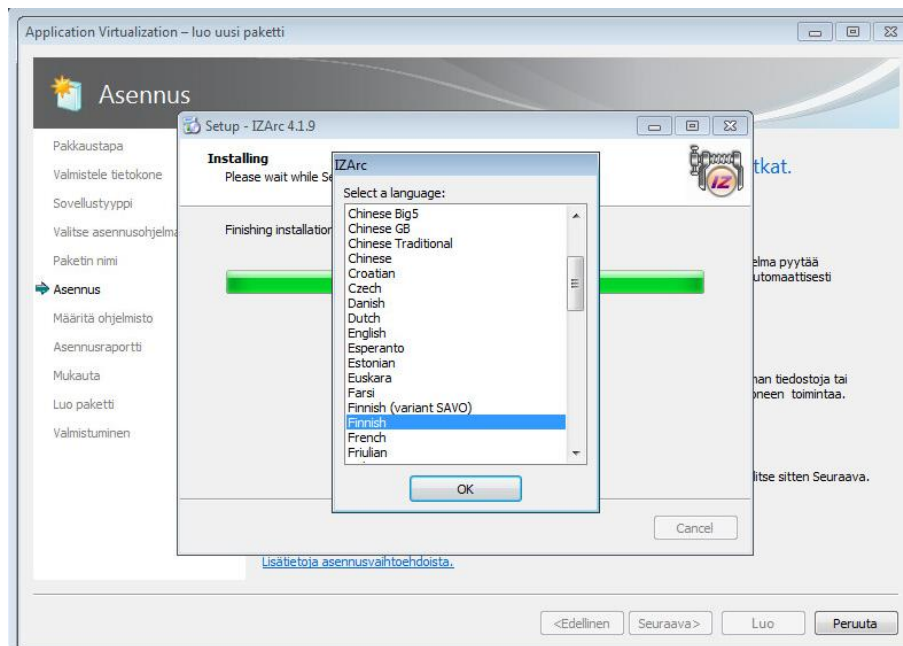 Application Virtualization – luo uusi paketti
Asennus
Pakkaustapa
Valmistele tietokone
Sovellustyyppi
Valitse asennusohjelma
Paketin nimi
Asennus
Määritä ohjelmisto
Asennusraportti
Mukauta
Luo paketti
Valmistuminen
Setup - IZArc 4.1.9
Installing
Please wait while Se
IZ
Finishing installation
Cancel
IZArc
Select a language:
Chinese Big5
Chinese GB
Chinese Traditional
Chinese
Croatian
Czech
Danish
Dutch
English
Esperanto
Estonian
Euskara
Farsi
Finnish (variant SAVO)
Finnish
French
Friulian
OK
tkat.
elma pyytää
utomaattisesti
nan tiedostoja tai
oneen toimintaa.
litse sitten Seuraava.
Lisätietoja asennusvaihtoehdoista.
<Edellinen
Seuraava>
Luo
Peruuta